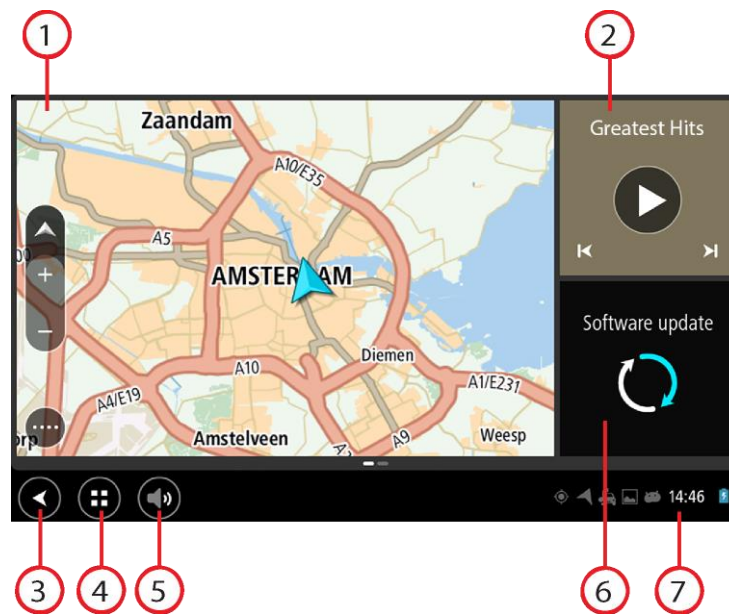 1
2
Zaandam
Greatest Hits
A10/E35
A5
+
AMSTERDAM
−
Software update
A10
Diemen
A1/E231
A4/E19
Amstelveen
A9
Weesp
14:46
3
4
5
6
7